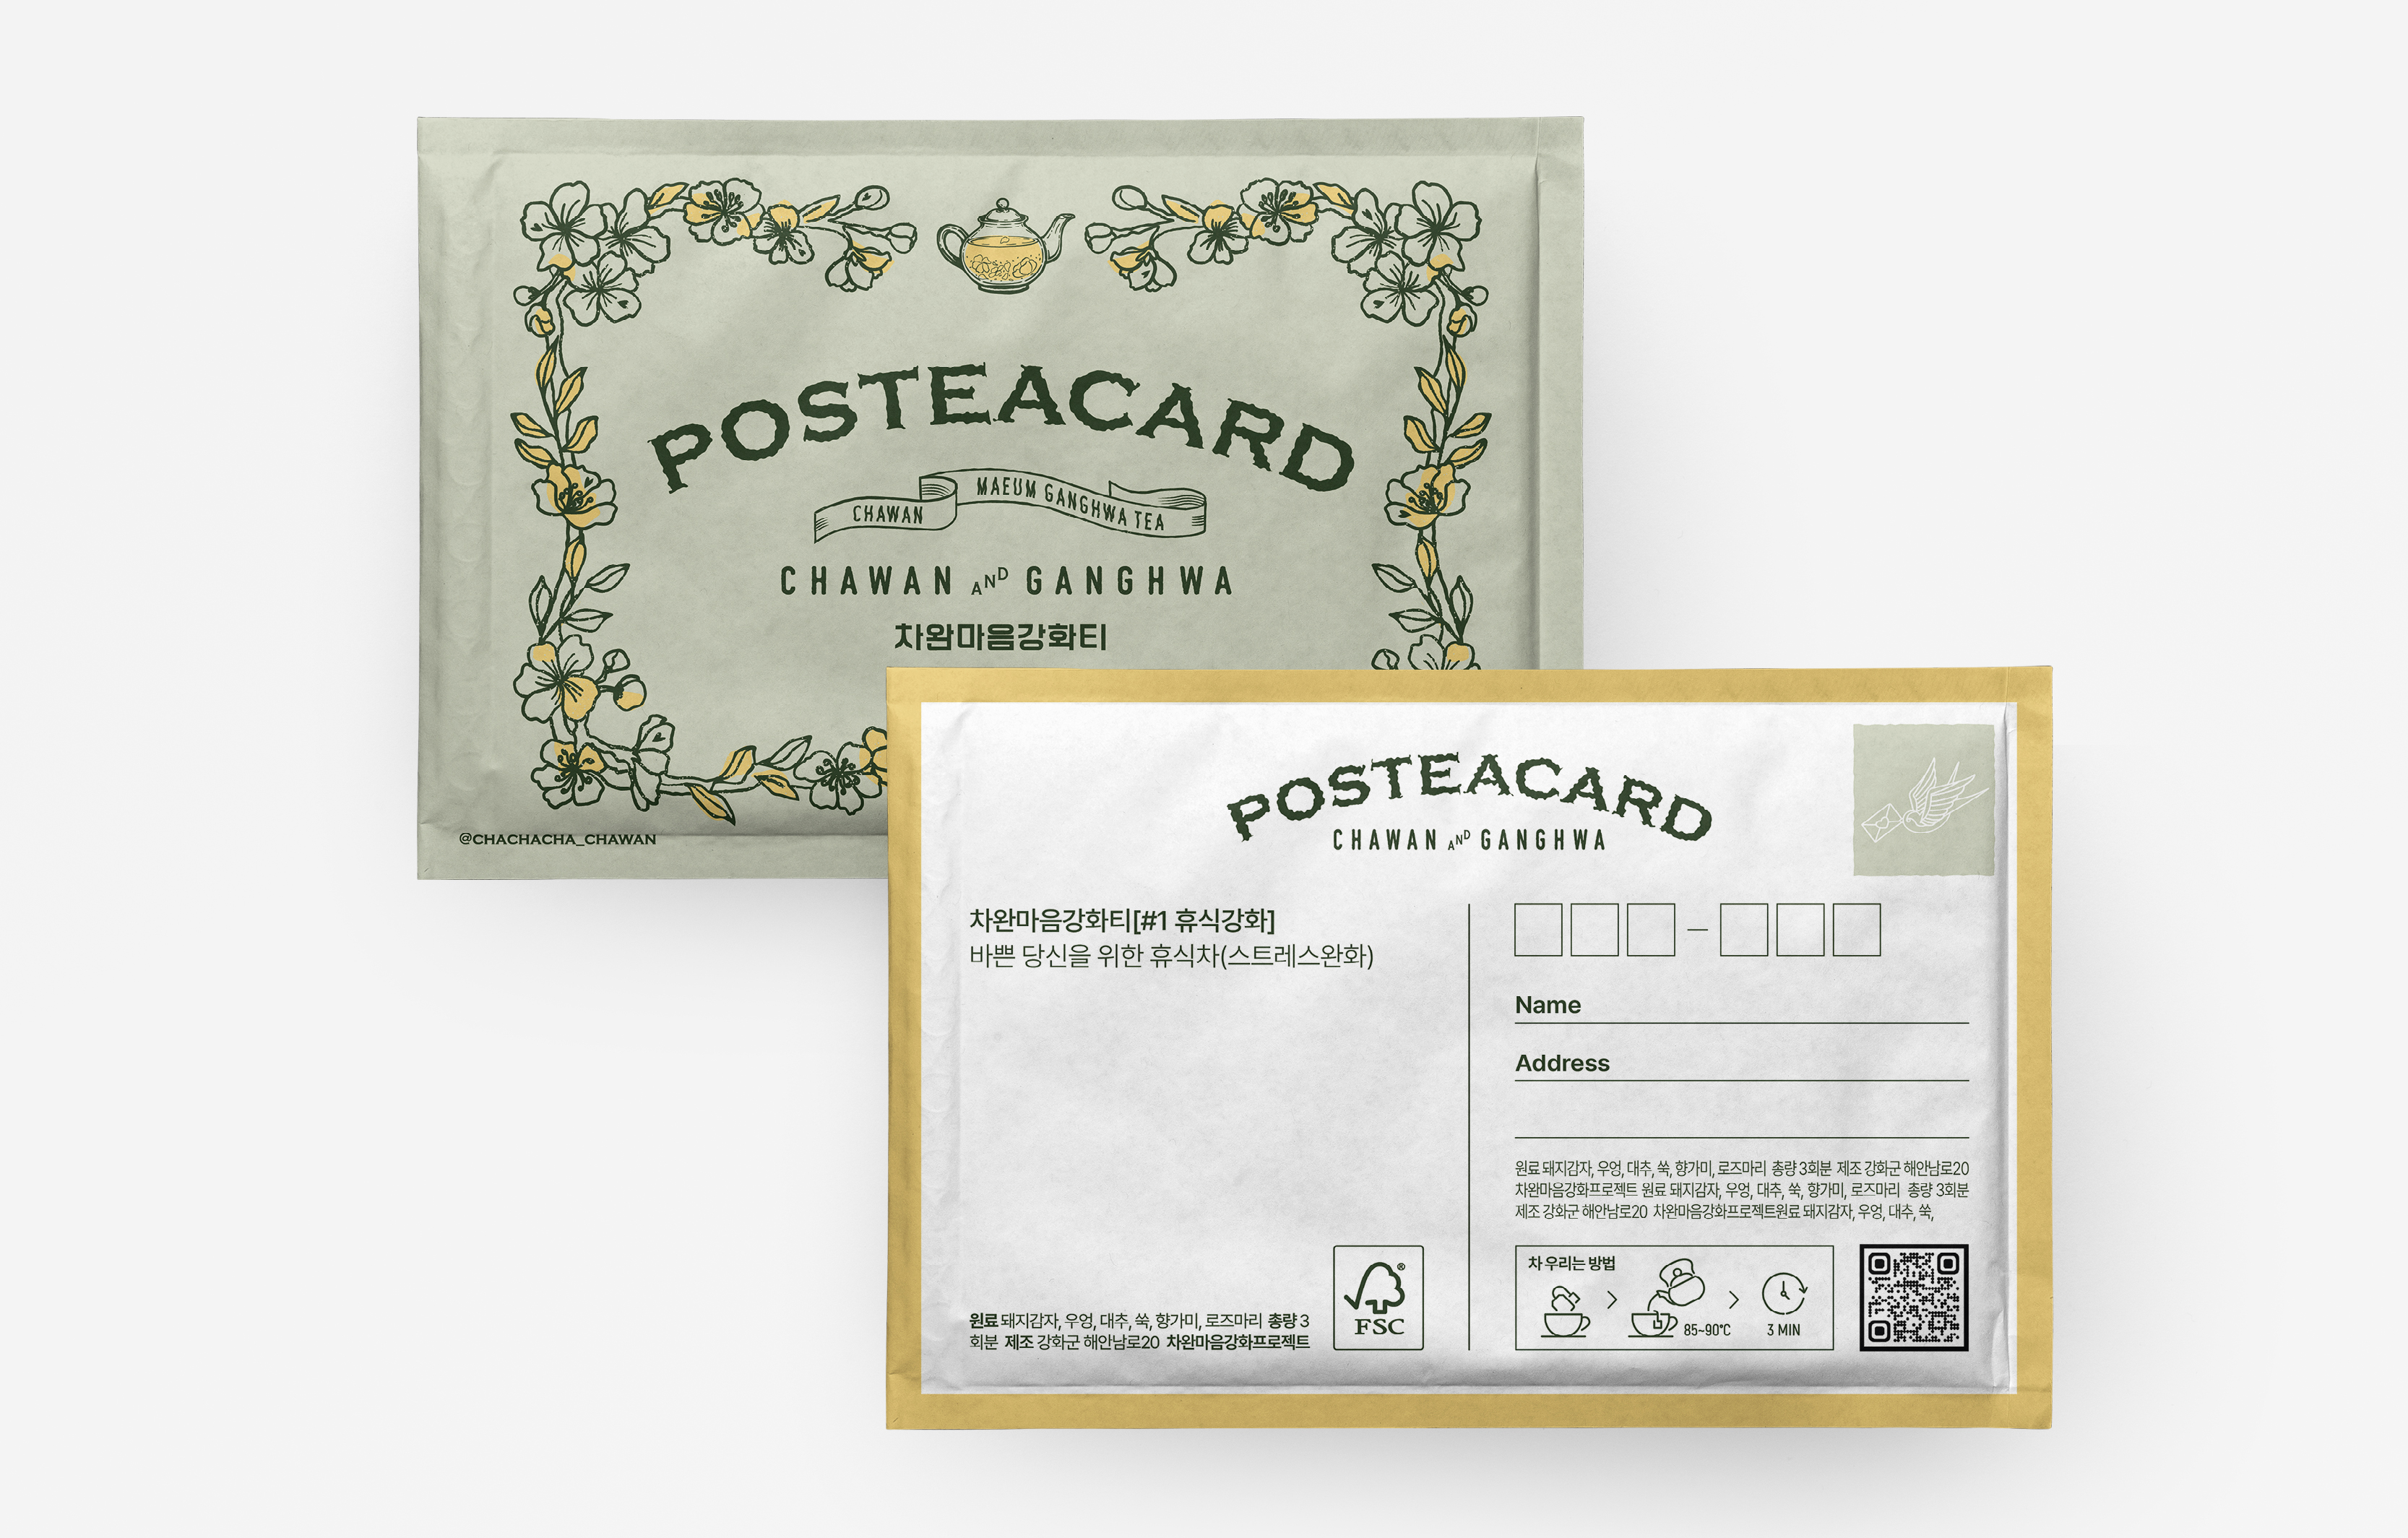 POSTEACARD
CHAWAN MAEUM GANGHWA TEA
CHAWAN AND GANGHWA
차완마음강화티
@CHACHACHA_CHAWAN
POSTEACARD
CHAWAN AND GANGHWA
차완마음강화티[#1 휴식강화]
바쁜 당신을 위한 휴식차(스트레스완화)
원료 돼지감자, 우엉, 대추, 쑥, 향가미, 로즈마리 총량 3
회분 제조 강화군 해안남로20 차완마음강화프로젝트
®
FSC
Name
Address
원료 돼지감자, 우엉, 대추, 쑥, 향가미, 로즈마리 총량 3회분 제조 강화군 해안남로20
차완마음강화프로젝트 원료 돼지감자, 우엉, 대추, 쑥, 향가미, 로즈마리 총량 3회분
제조 강화군 해안남로20 차완마음강화프로젝트원료 돼지감자, 우엉, 대추, 쑥,
차 우리는 방법
85~90°C
3 MIN